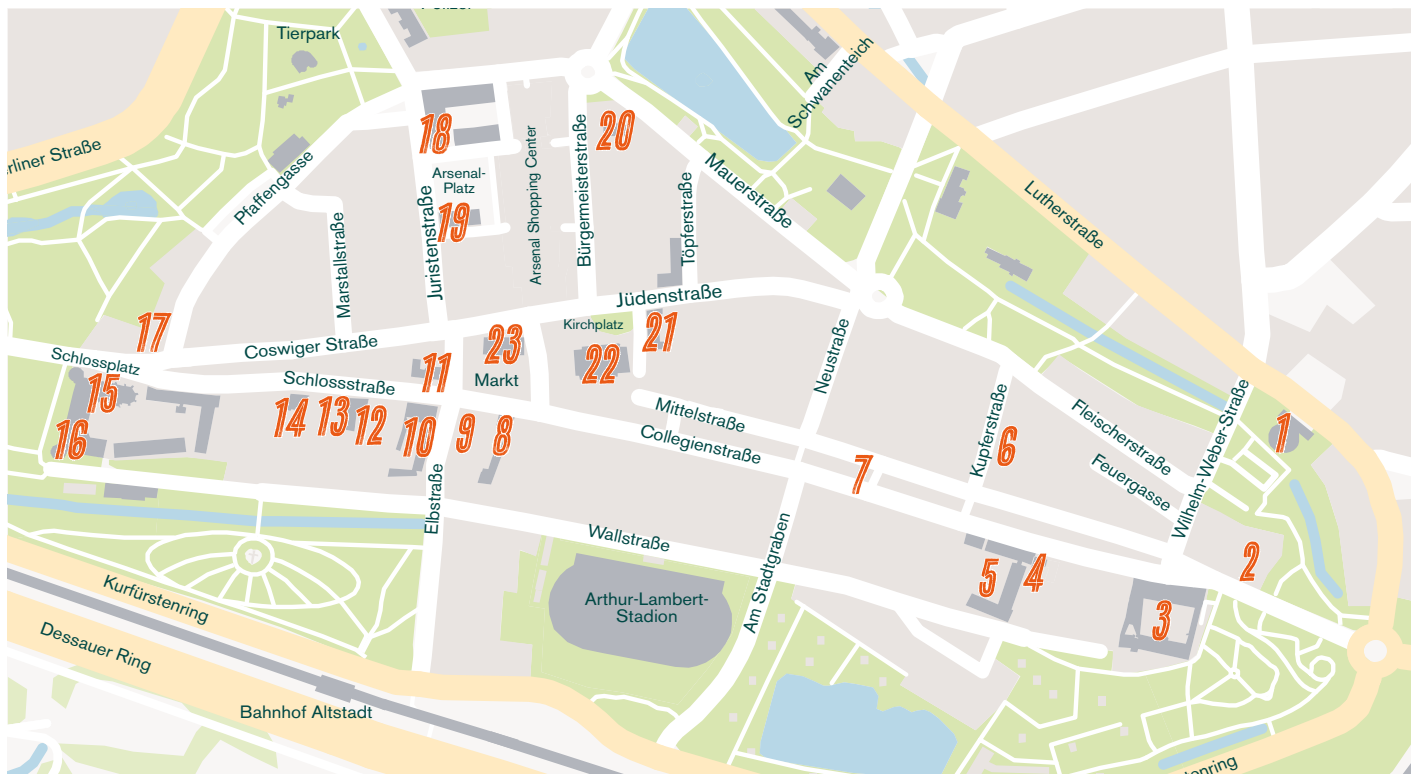 Tierpark
Am
Schwanenteich
Berliner Straße
18
20
Arsenal-
Platz
Arsenal Shopping Center
Bürgermeisterstraße
Mauerstraße
Töpferstraße
Lutherstraße
Pfaffengasse
Marstallstraße
Juristenstraße
19
17
Coswiger Straße
Jüdenstraße
Kirchplatz
21
23
22
Schlossplatz
Schlossstraße
11
Markt
15
16
14
13
12
10
9
8
Mittelstraße
Collegienstraße
Neustraße
7
Kupferstraße
6
Fleischerstraße
Feuergasse
Wilhelm-Weber-Straße
1
2
Elbstraße
Wallstraße
Am Stadtgraben
5
4
3
Arthur-Lambert-
Stadion
Kurfürstenring
Dessauer Ring
Bahnhof Altstadt